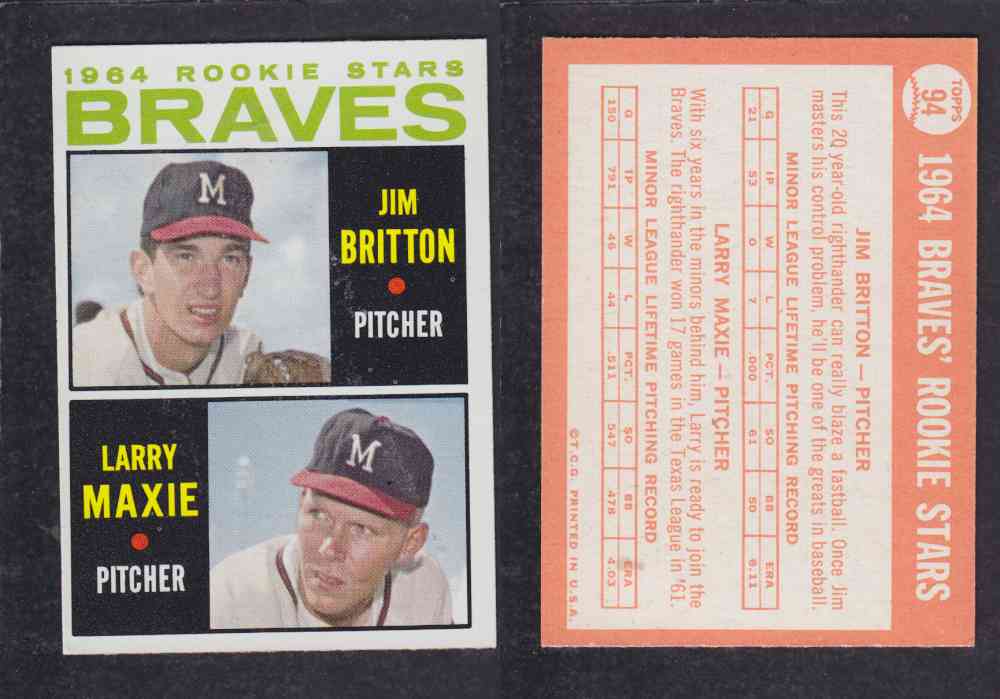 1964 ROOKIE STARS
BRAVES
M
JIM
BRITTON
PITCHER
LARRY
MAXIE
PITCHER
M
TOPPS
94
1964 BRAVES' ROOKIE STARS
JIM BRITTON — PITCHER
This 20 year-old righthander can really blaze a fastball. Once Jim
masters his control problem, he'll be one of the greats in baseball.
MINOR LEAGUE LIFETIME PITCHING RECORD
G IP W L PCT. SO BB ERA
21 53 0 7 .000 61 50 6.11
LARRY MAXIE — PITCHER
With six years in the minors behind him, Larry is ready to join the
Braves. The righthander won 17 games in the Texas League in '61.
MINOR LEAGUE LIFETIME PITCHING RECORD
G IP W L PCT. SO BB ERA
150 791 46 44 .511 547 478 4.03
©T.C.G. PRINTED IN U.S.A.